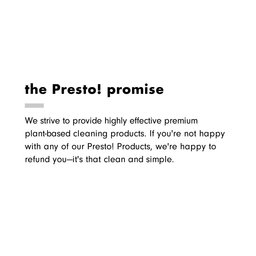 the Presto! promise
We strive to provide highly effective premium
plant-based cleaning products. If you're not happy
with any of our Presto! Products, we're happy to
refund you—it's that clean and simple.